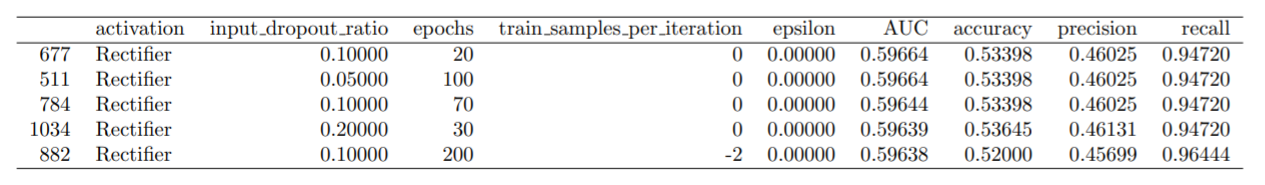 activation input_dropout_ratio epochs train_samples_per_iteration epsilon AUC accuracy precision recall
677 Rectifier 0.10000 20 0 0.00000 0.59664 0.53398 0.46025 0.94720
511 Rectifier 0.05000 100 0 0.00000 0.59664 0.53398 0.46025 0.94720
784 Rectifier 0.10000 70 0 0.00000 0.59644 0.53398 0.46025 0.94720
1034 Rectifier 0.20000 30 0 0.00000 0.59639 0.53645 0.46131 0.94720
882 Rectifier 0.10000 200 -2 0.00000 0.59638 0.52000 0.45699 0.96444